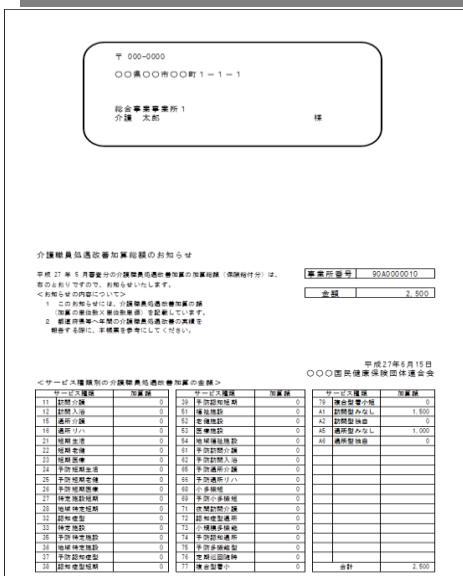 〒 000-0000
〇〇県〇〇市〇〇町1-1-1
総合事業事業所1
介護 太郎 様
介護職員処遇改善加算総額のお知らせ
平成 27 年 5 月審査分の介護職員処遇改善加算の加算総額(保険給付分)は、
右のとおりですので、お知らせいたします。
<お知らせの内容について>
1 このお知らせには、介護職員処遇改善加算の額
(加算の単位数×単位数単価)を記載しています。
2 都道府県等へ年間の介護職員処遇改善の実績を
報告する際に、本帳票を参考にしてください。
事業所番号 90A0000010
金額 2,500
平成27年6月15日
〇〇〇国民健康保険団体連合会
<サービス種類別の介護職員処遇改善加算の金額>
サービス種類 加算額
11 訪問介護 0
12 訪問入浴 0
15 通所介護 0
16 通所リハ 0
21 短期生活 0
22 短期老健 0
23 短期医療 0
24 予防短期生活 0
25 予防短期老健 0
26 予防短期医療 0
27 特定施設短期 0
28 地域特定短期 0
32 認知症型 0
33 特定施設 0
35 予防特定施設 0
36 地域特定施設 0
37 予防認知症型 0
38 認知症型短期 0
サービス種類 加算額
39 予防認知短期 0
51 福祉施設 0
52 老健施設 0
53 医療施設 0
54 地域福祉施設 0
61 予防訪問介護 0
62 予防訪問入浴 0
65 予防通所介護 0
66 予防通所リハ 0
68 小多機短 0
69 予防小多機短 0
71 夜間訪問介護 0
72 認知症型通所 0
73 小規模多機能 0
74 予防認知通所 0
75 予防多機能型 0
76 定期巡回随時 0
77 複合型看小 0
サービス種類 加算額
79 複合型看小短 0
A1 訪問型みなし 1,500
A2 訪問型独自 0
A5 通所型みなし 1,000
A6 通所型独自 0
合計 2,500